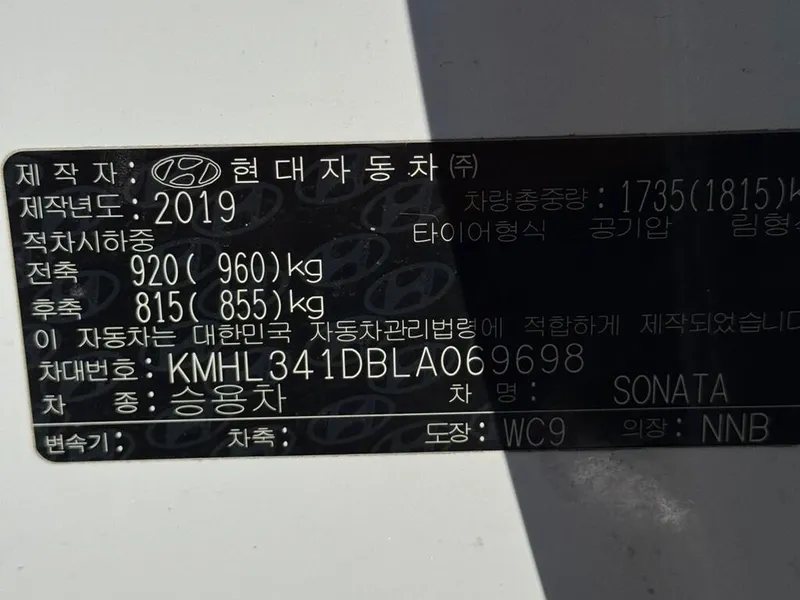 제작자: 현대자동차㈜
제작년도: 2019 차량총중량: 1735(1815)k
적차시하중 타이어형식 공기압 림형식
전축 920( 960)kg
후축 815( 855)kg
이 자동차는 대한민국 자동차관리법령에 적합하게 제작되었습니다
차대번호: KMHL341DBLA069698
차 종: 승용차 차 명: SONATA
변속기: 차축: 도장: WC9 의장: NNB